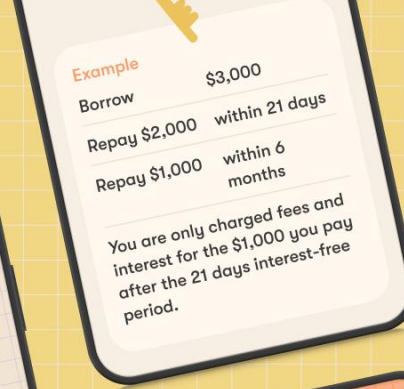 Example
Borrow $3,000
Repay $2,000 within 21 days
Repay $1,000 within 6
months
You are only charged fees and
interest for the $1,000 you pay
after the 21 days interest-free
period.